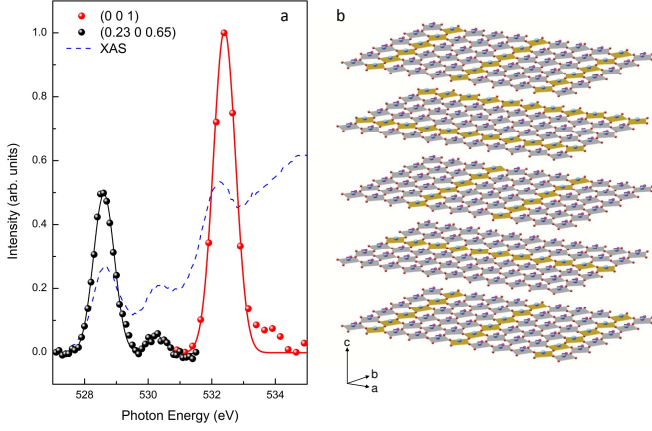 a
(0 0 1)
(0.23 0 0.65)
XAS
1.0
0.8
0.6
0.4
0.2
0.0
Intensity (arb. units)
528
530
532
534
Photon Energy (eV)
b
c
b
a